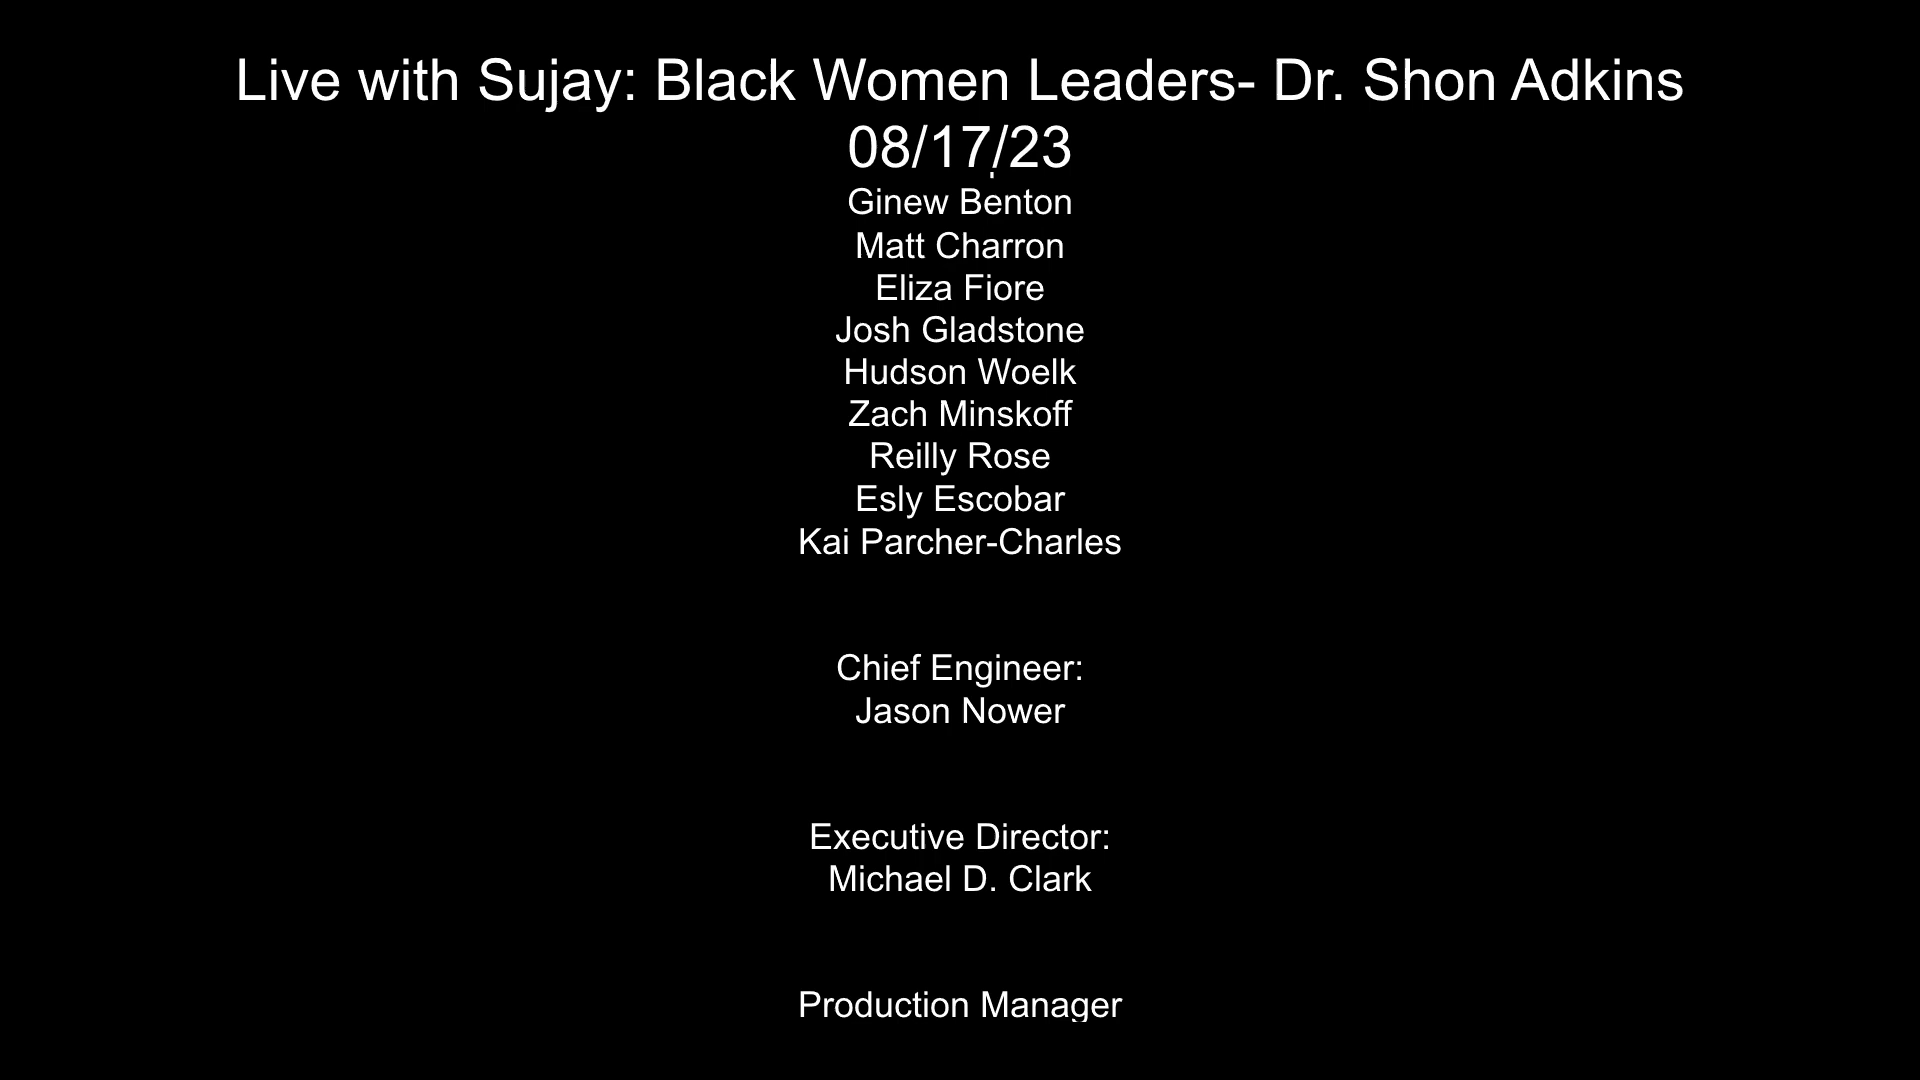 Live with Sujay: Black Women Leaders- Dr. Shon Adkins
08/17/23
Ginew Benton
Matt Charron
Eliza Fiore
Josh Gladstone
Hudson Woelk
Zach Minskoff
Reilly Rose
Esly Escobar
Kai Parcher-Charles
Chief Engineer:
Jason Nower
Executive Director:
Michael D. Clark
Production Manager